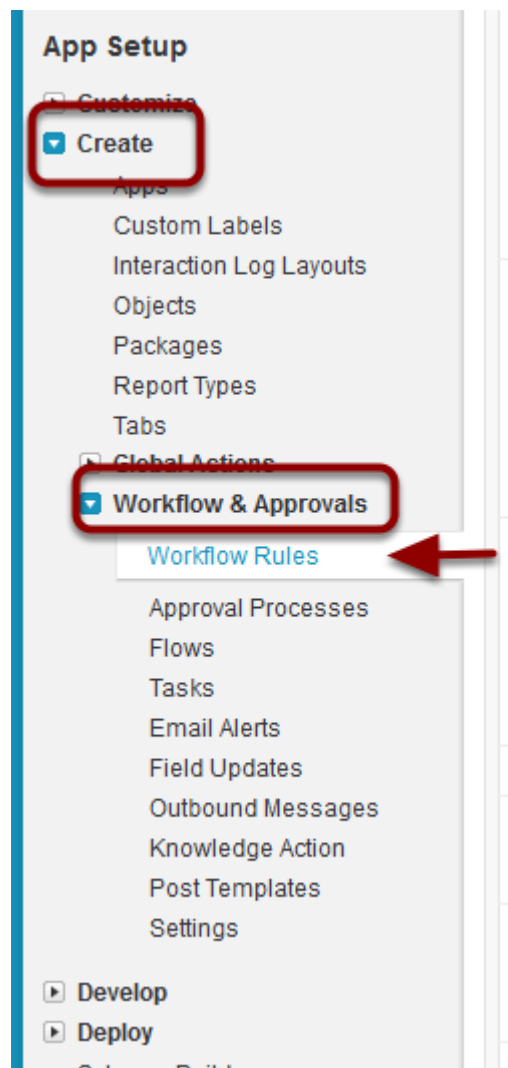 App Setup
Customize
Create
Apps
Custom Labels
Interaction Log Layouts
Objects
Packages
Report Types
Tabs
Global Actions
Workflow & Approvals
Workflow Rules
Approval Processes
Flows
Tasks
Email Alerts
Field Updates
Outbound Messages
Knowledge Action
Post Templates
Settings
Develop
Deploy